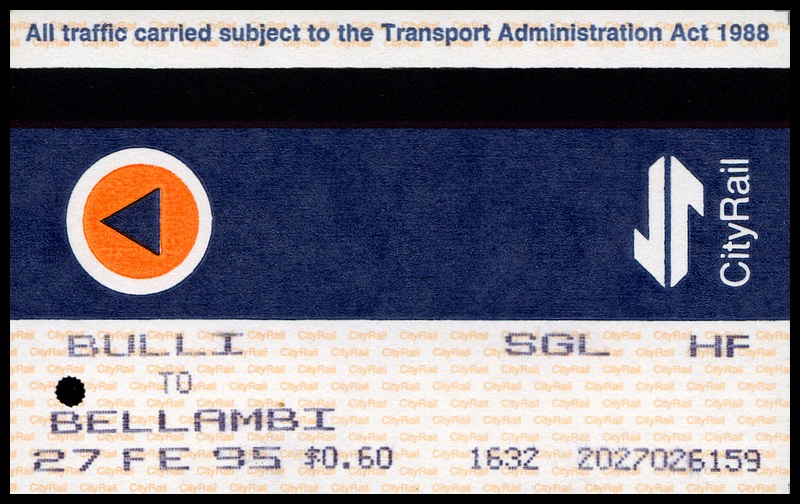 All traffic carried subject to the Transport Administration Act 1988
CityRail
BULLI SGL HF
TO
BELLAMBI
27 FE 95 $0.60 1632 2027026159